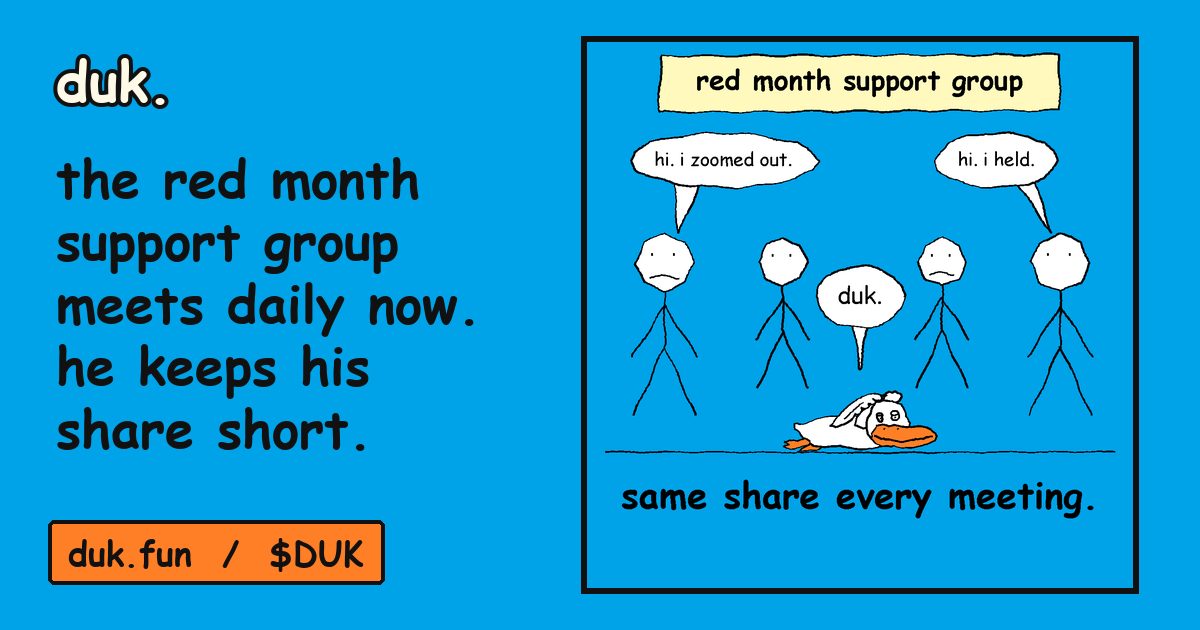 duk.
the red month
support group
meets daily now.
he keeps his
share short.
duk.fun / $DUK
red month support group
hi. i zoomed out.
hi. i held.
duk.
same share every meeting.